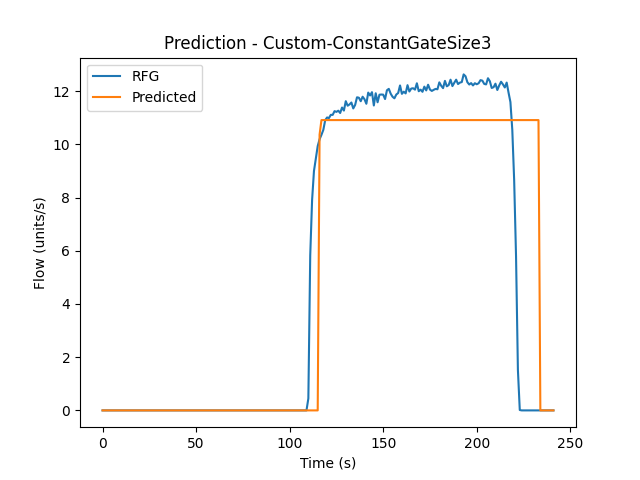 Prediction - Custom-ConstantGateSize3
RFG
Predicted
12
10
8
6
4
2
0
Flow (units/s)
0 50 100 150 200 250
Time (s)